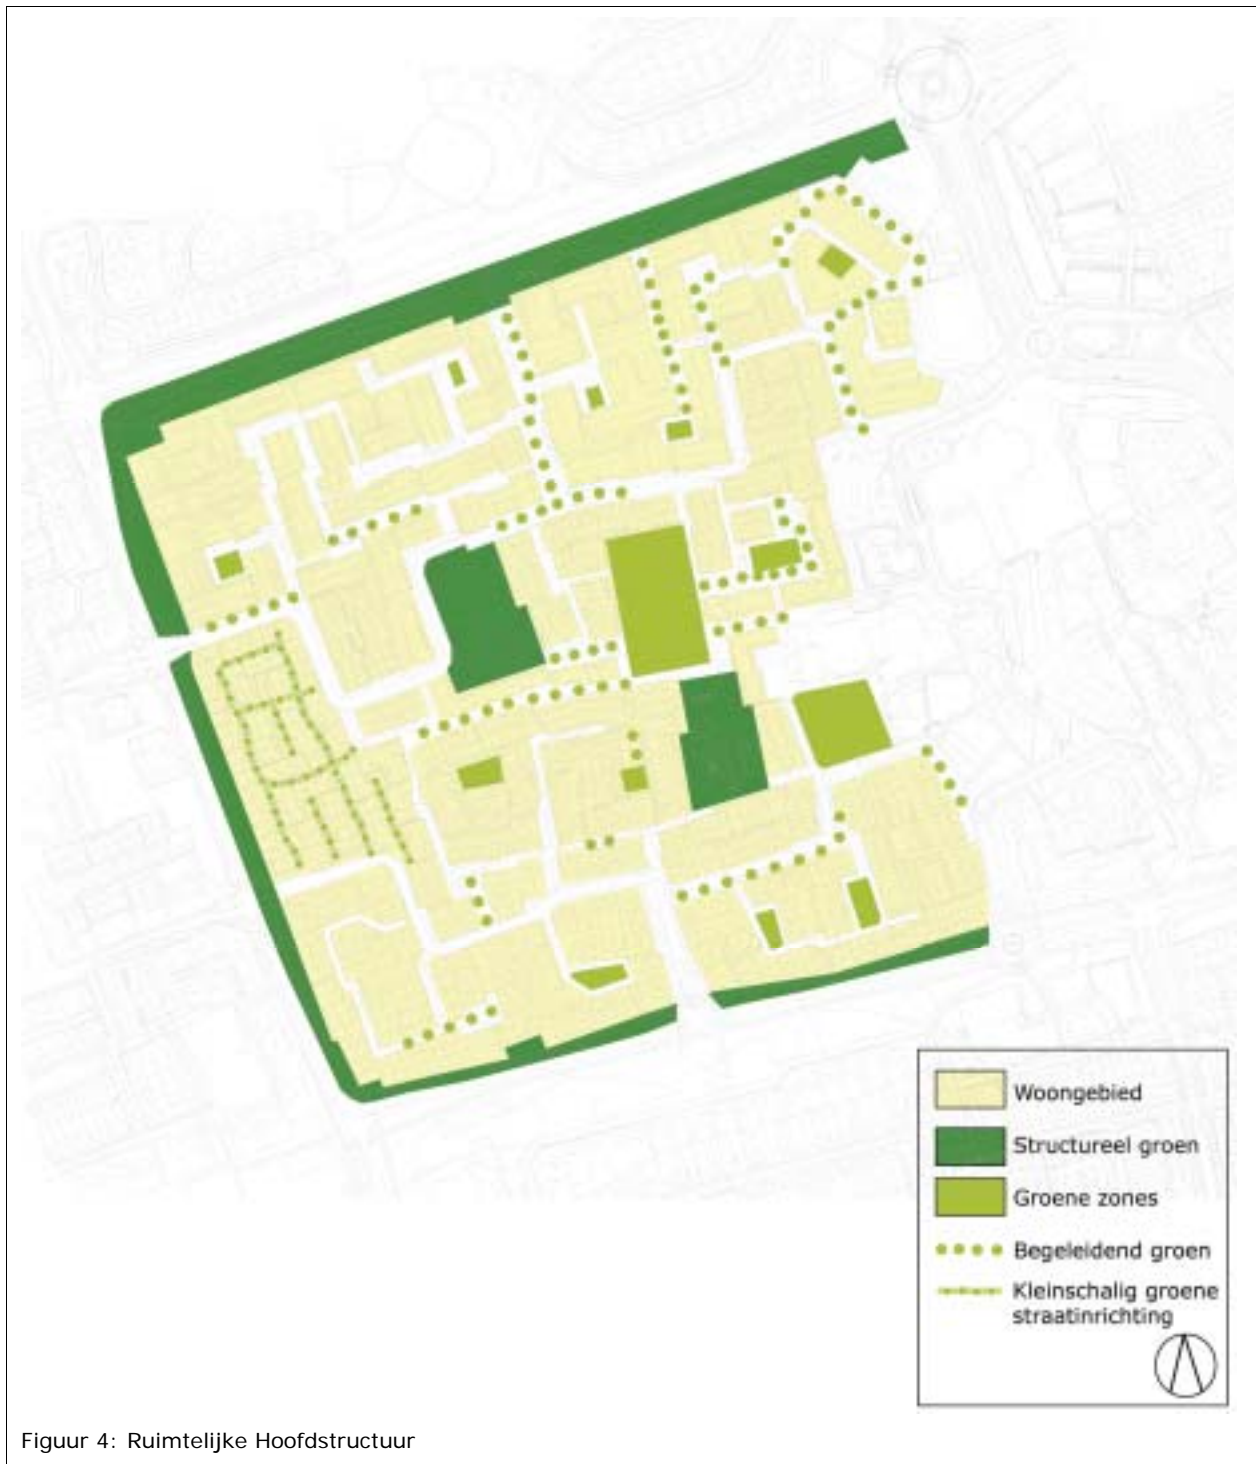 Woongebied
Structureel groen
Groene zones
Begeleidend groen
Kleinschalig groene
straatinrichting
Figuur 4: Ruimtelijke Hoofdstructuur